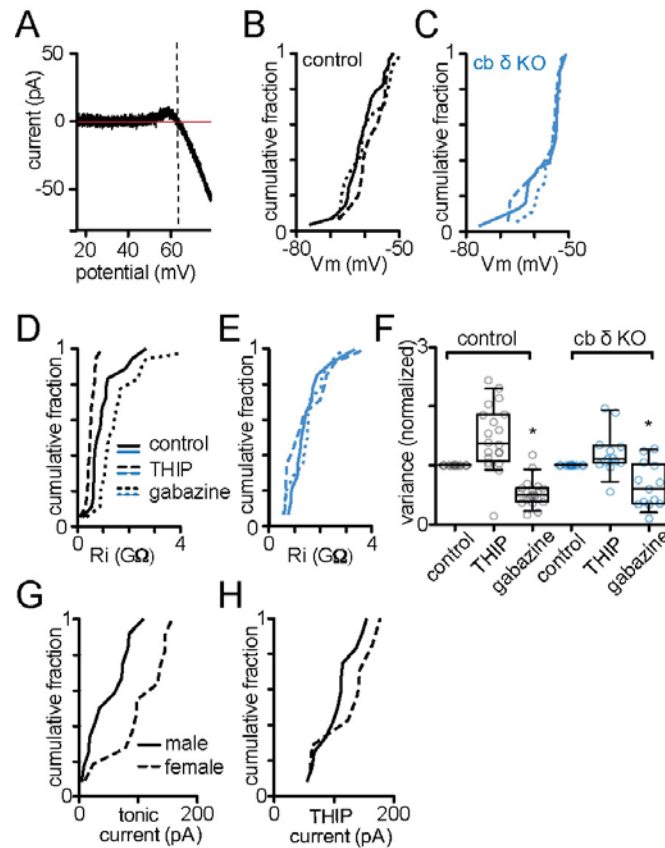 A
50
0
-50
current (pA)
20
40
60
potential (mV)
B
control
1
0
cumulative fraction
-80
-50
Vm (mV)
C
cb δ KO
1
0
cumulative fraction
-80
-50
Vm (mV)
D
1
0
cumulative fraction
control
THIP
gabazine
0
4
Ri (GΩ)
E
1
0
cumulative fraction
0
4
Ri (GΩ)
F
control
cb δ KO
3
0
variance (normalized)
*
*
control
THIP
gabazine
control
THIP
gabazine
G
1
0
cumulative fraction
male
female
0
200
tonic
current (pA)
H
1
0
cumulative fraction
0
200
THIP
current (pA)